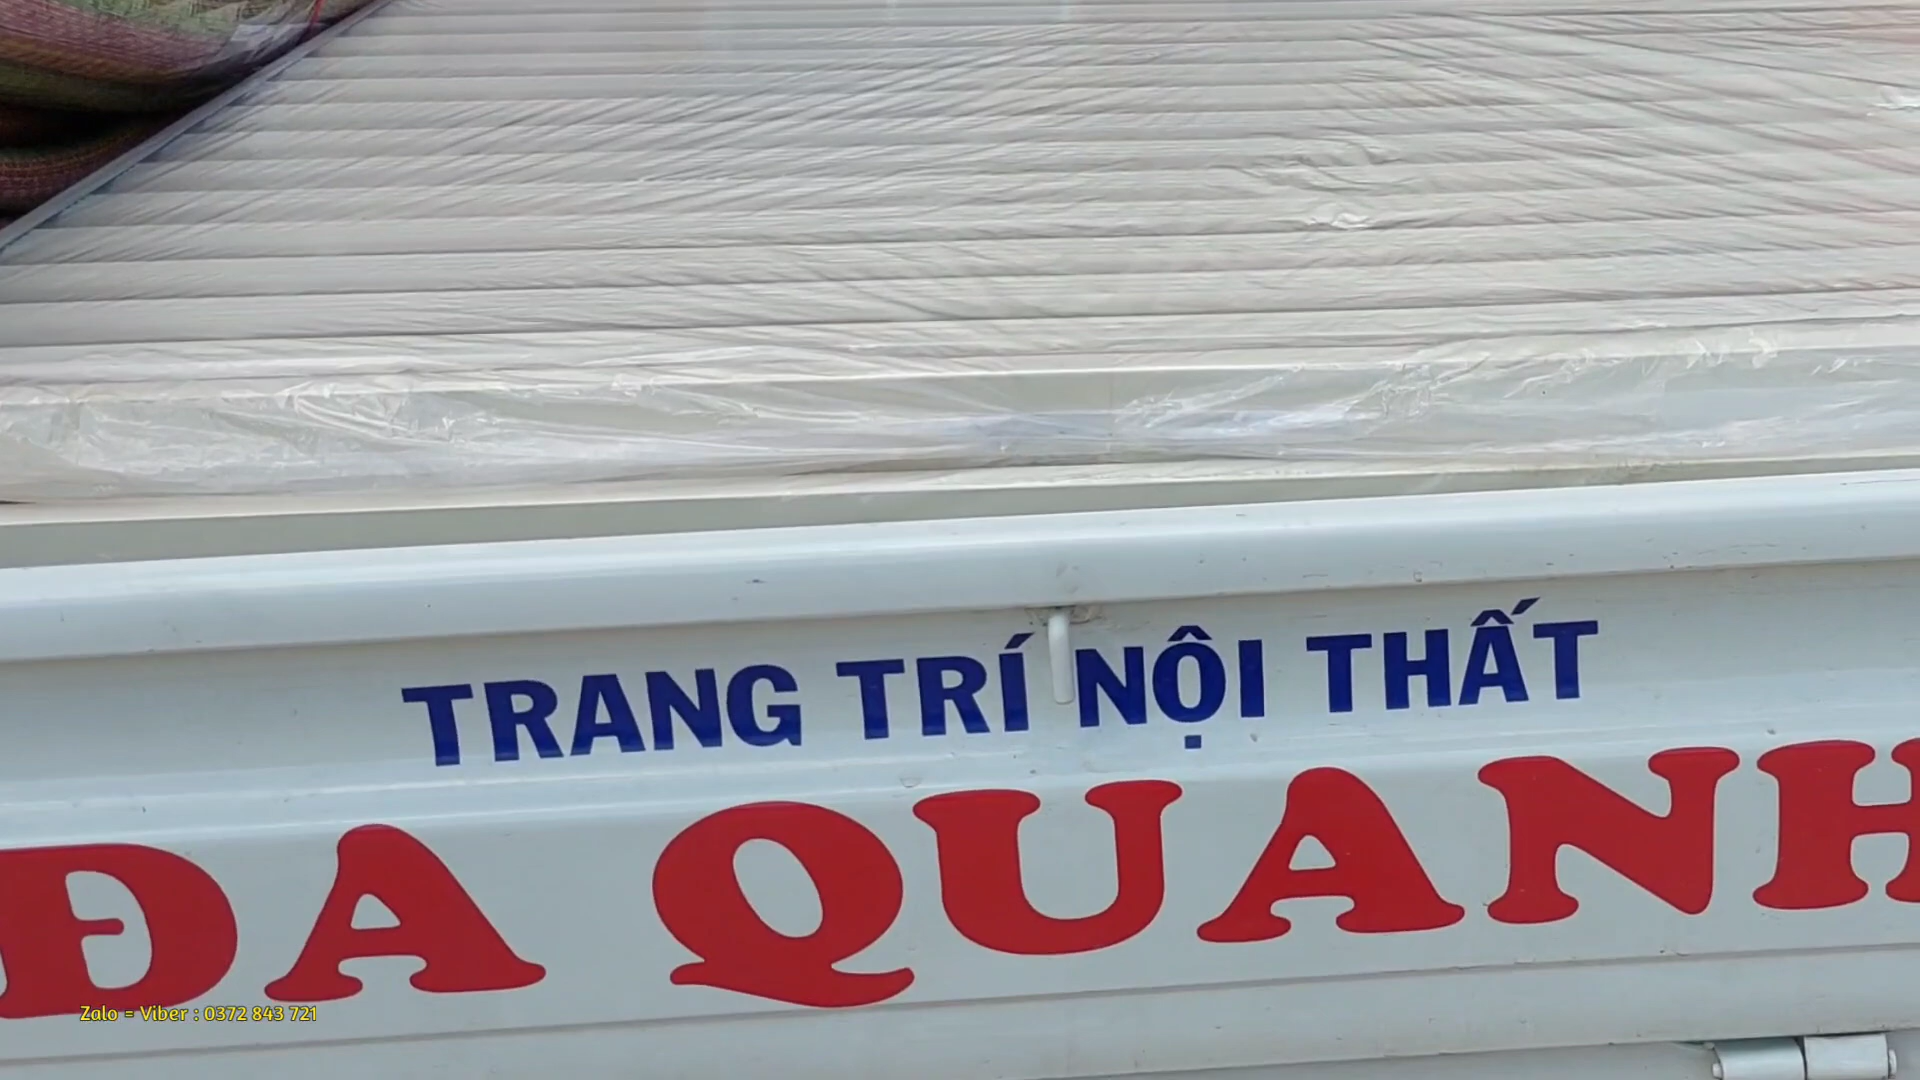 TRANG TRÍ NỘI THẤT
ĐA QUANH
Zalo = Viber : 0372 843 721